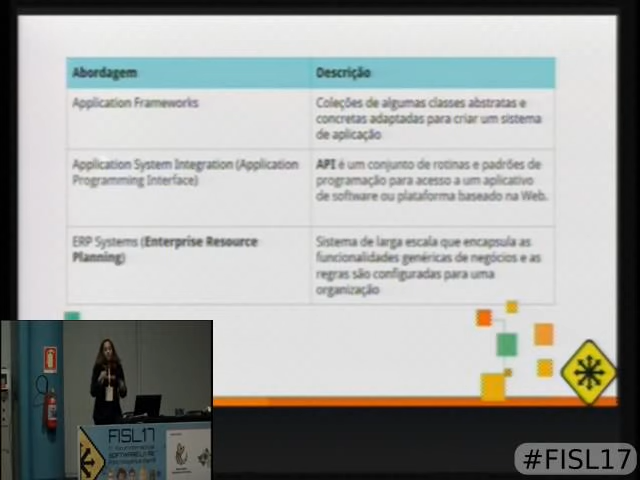 Abordagem
Descrição
Application Frameworks
Coleções de algumas classes abstratas e
concretas adaptadas para criar um sistema
de aplicação
Application System Integration (Application
Programming Interface)
API é um conjunto de rotinas e padrões de
programação para acesso a um aplicativo
de software ou plataforma baseado na Web.
ERP Systems (Enterprise Resource
Planning)
Sistema de larga escala que encapsula as
funcionalidades genéricas de negócios e as
regras são configuradas para uma
organização
FISL17
#FISL17